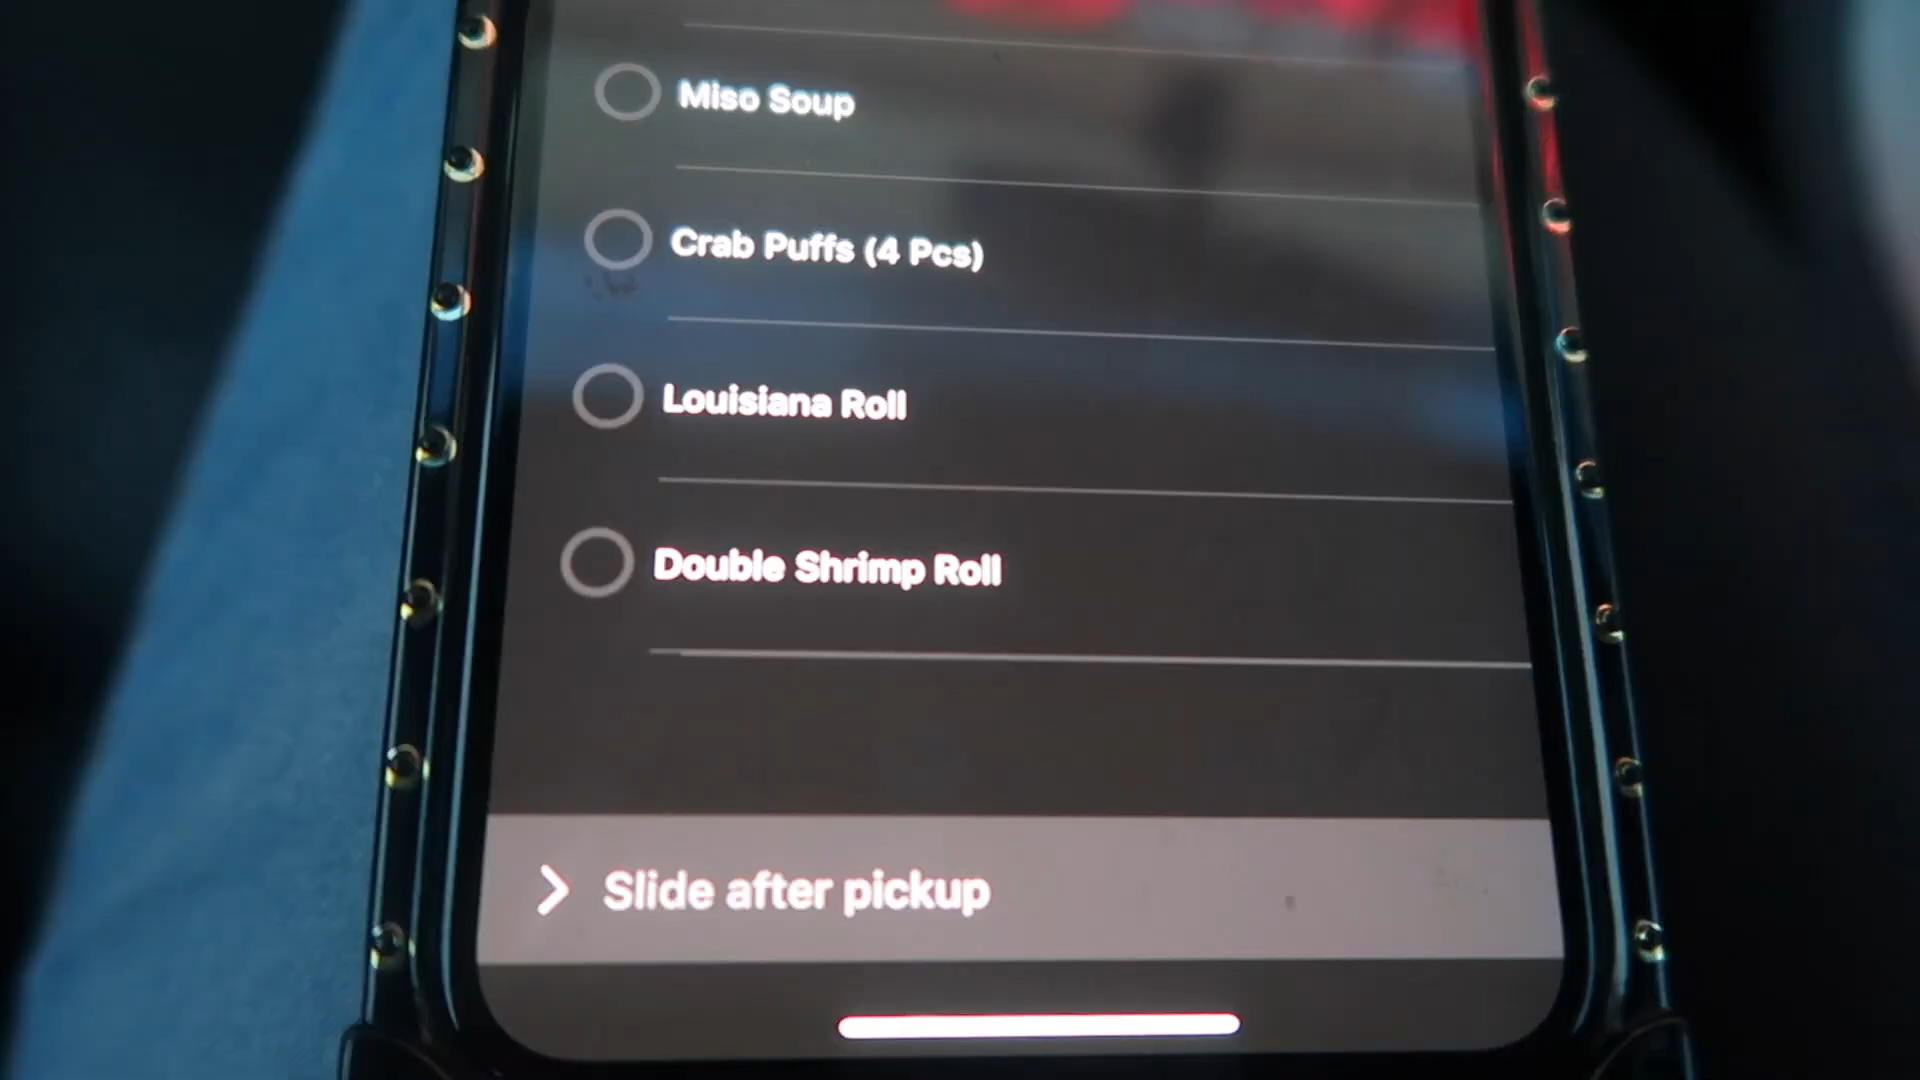 Miso Soup
Crab Puffs (4 Pcs)
Louisiana Roll
Double Shrimp Roll
Slide after pickup